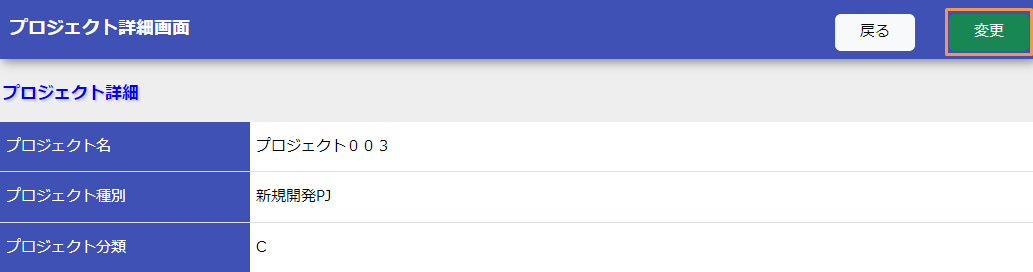 プロジェクト詳細画面
戻る
変更
プロジェクト詳細
プロジェクト名 プロジェクト００３
プロジェクト種別 新規開発PJ
プロジェクト分類 C